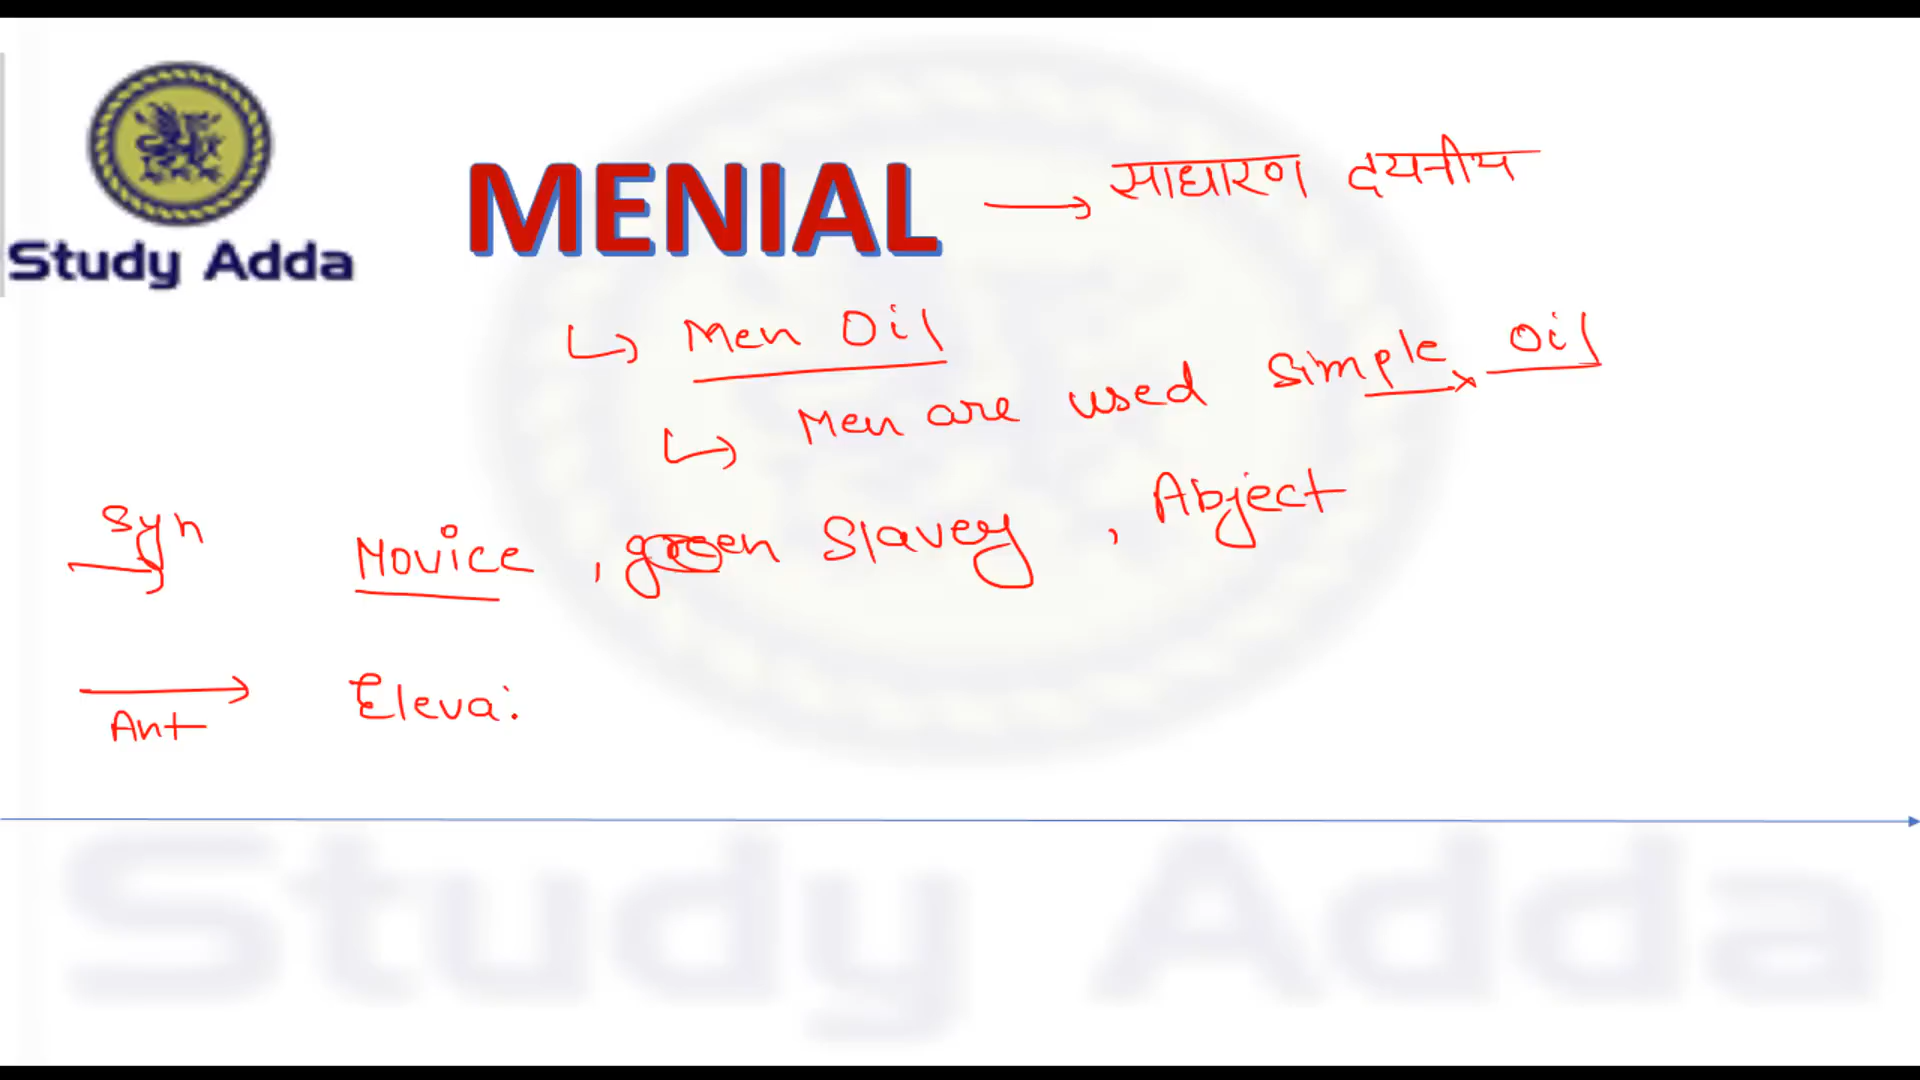 Study Adda
MENIAL → साधारण दयनीय
Men Oil
Men are used Simple Oil
Syn Novice , green Slavey , Abject
Ant Eleva
Study Adda